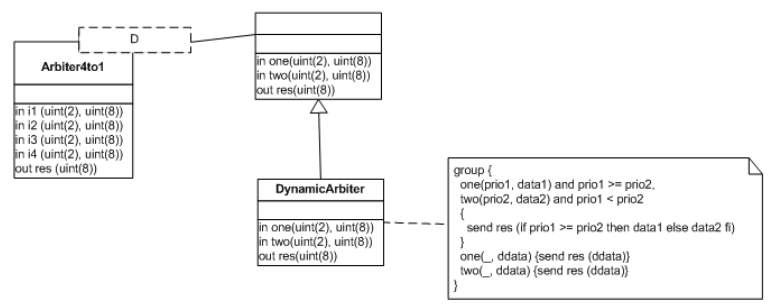 D
Arbiter4to1
in i1 (uint(2), uint(8))
in i2 (uint(2), uint(8))
in i3 (uint(2), uint(8))
in i4 (uint(2), uint(8))
out res (uint(8))
in one(uint(2), uint(8))
in two(uint(2), uint(8))
out res(uint(8))
DynamicArbiter
in one(uint(2), uint(8))
in two(uint(2), uint(8))
out res(uint(8))
group {
one(prio1, data1) and prio1 >= prio2,
two(prio2, data2) and prio1 < prio2
{
send res (if prio1 >= prio2 then data1 else data2 fi)
}
one(_, ddata) {send res (ddata)}
two(_, ddata) {send res (ddata)}
}